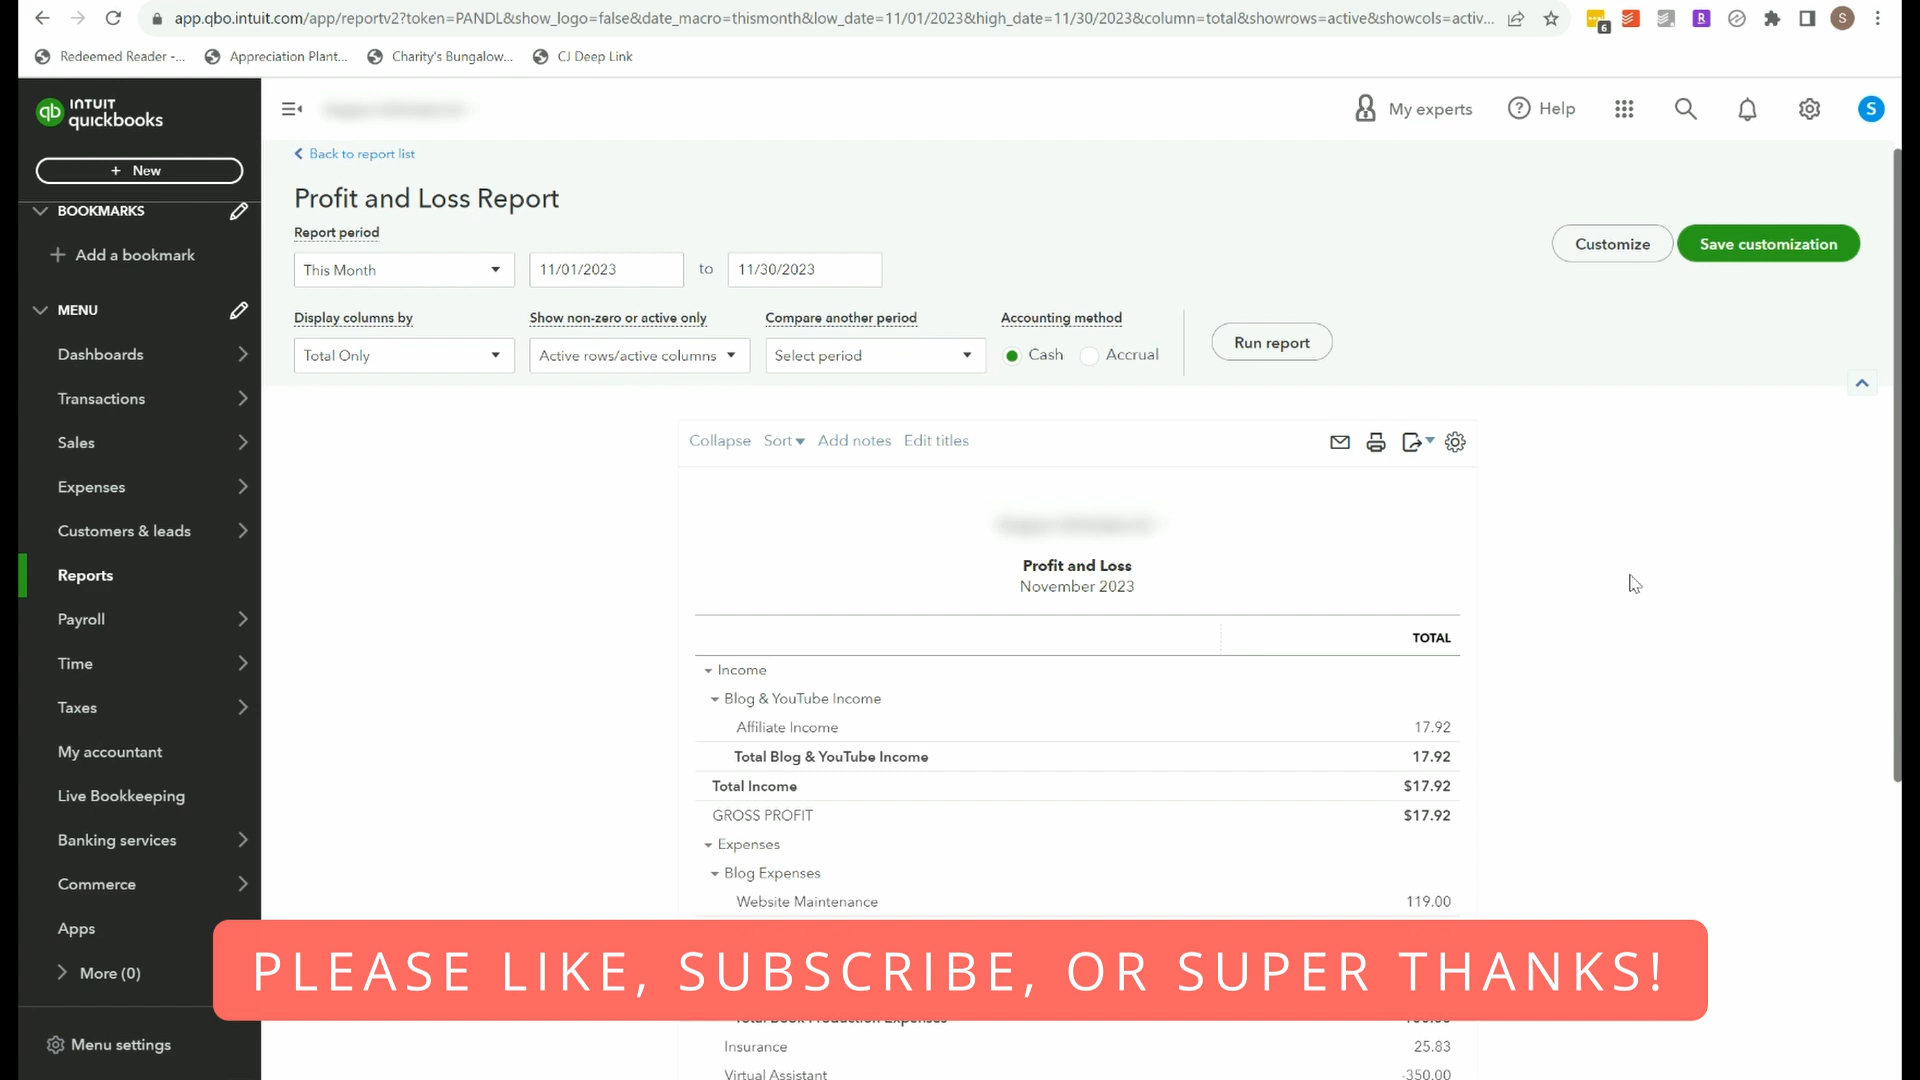 app.qbo.intuit.com/app/reportv2?token=PANDL&show_logo=false&date_macro=thismonth&low_date=11/01/2023&high_date=11/30/2023&column=total&showrows=active&showcols=activ...
6
R
S
Redeemed Reader -...
Appreciation Plant...
Charity's Bungalow...
CJ Deep Link
qb INTUIT
quickbooks
My experts
? Help
S
+ New
BOOKMARKS
+ Add a bookmark
MENU
Dashboards
Transactions
Sales
Expenses
Customers & leads
Reports
Payroll
Time
Taxes
My accountant
Live Bookkeeping
Banking services
Commerce
Apps
More (0)
Menu settings
Back to report list
Profit and Loss Report
Report period
This Month
11/01/2023
to
11/30/2023
Customize
Save customization
Display columns by
Show non-zero or active only
Compare another period
Accounting method
Total Only
Active rows/active columns
Select period
Cash
Accrual
Run report
Collapse
Sort
Add notes
Edit titles
Profit and Loss
November 2023
TOTAL
Income
Blog & YouTube Income
Affiliate Income 17.92
Total Blog & YouTube Income 17.92
Total Income $17.92
GROSS PROFIT $17.92
Expenses
Blog Expenses
Website Maintenance 119.00
PLEASE LIKE, SUBSCRIBE, OR SUPER THANKS!
Insurance 25.83
Virtual Assistant -350.00